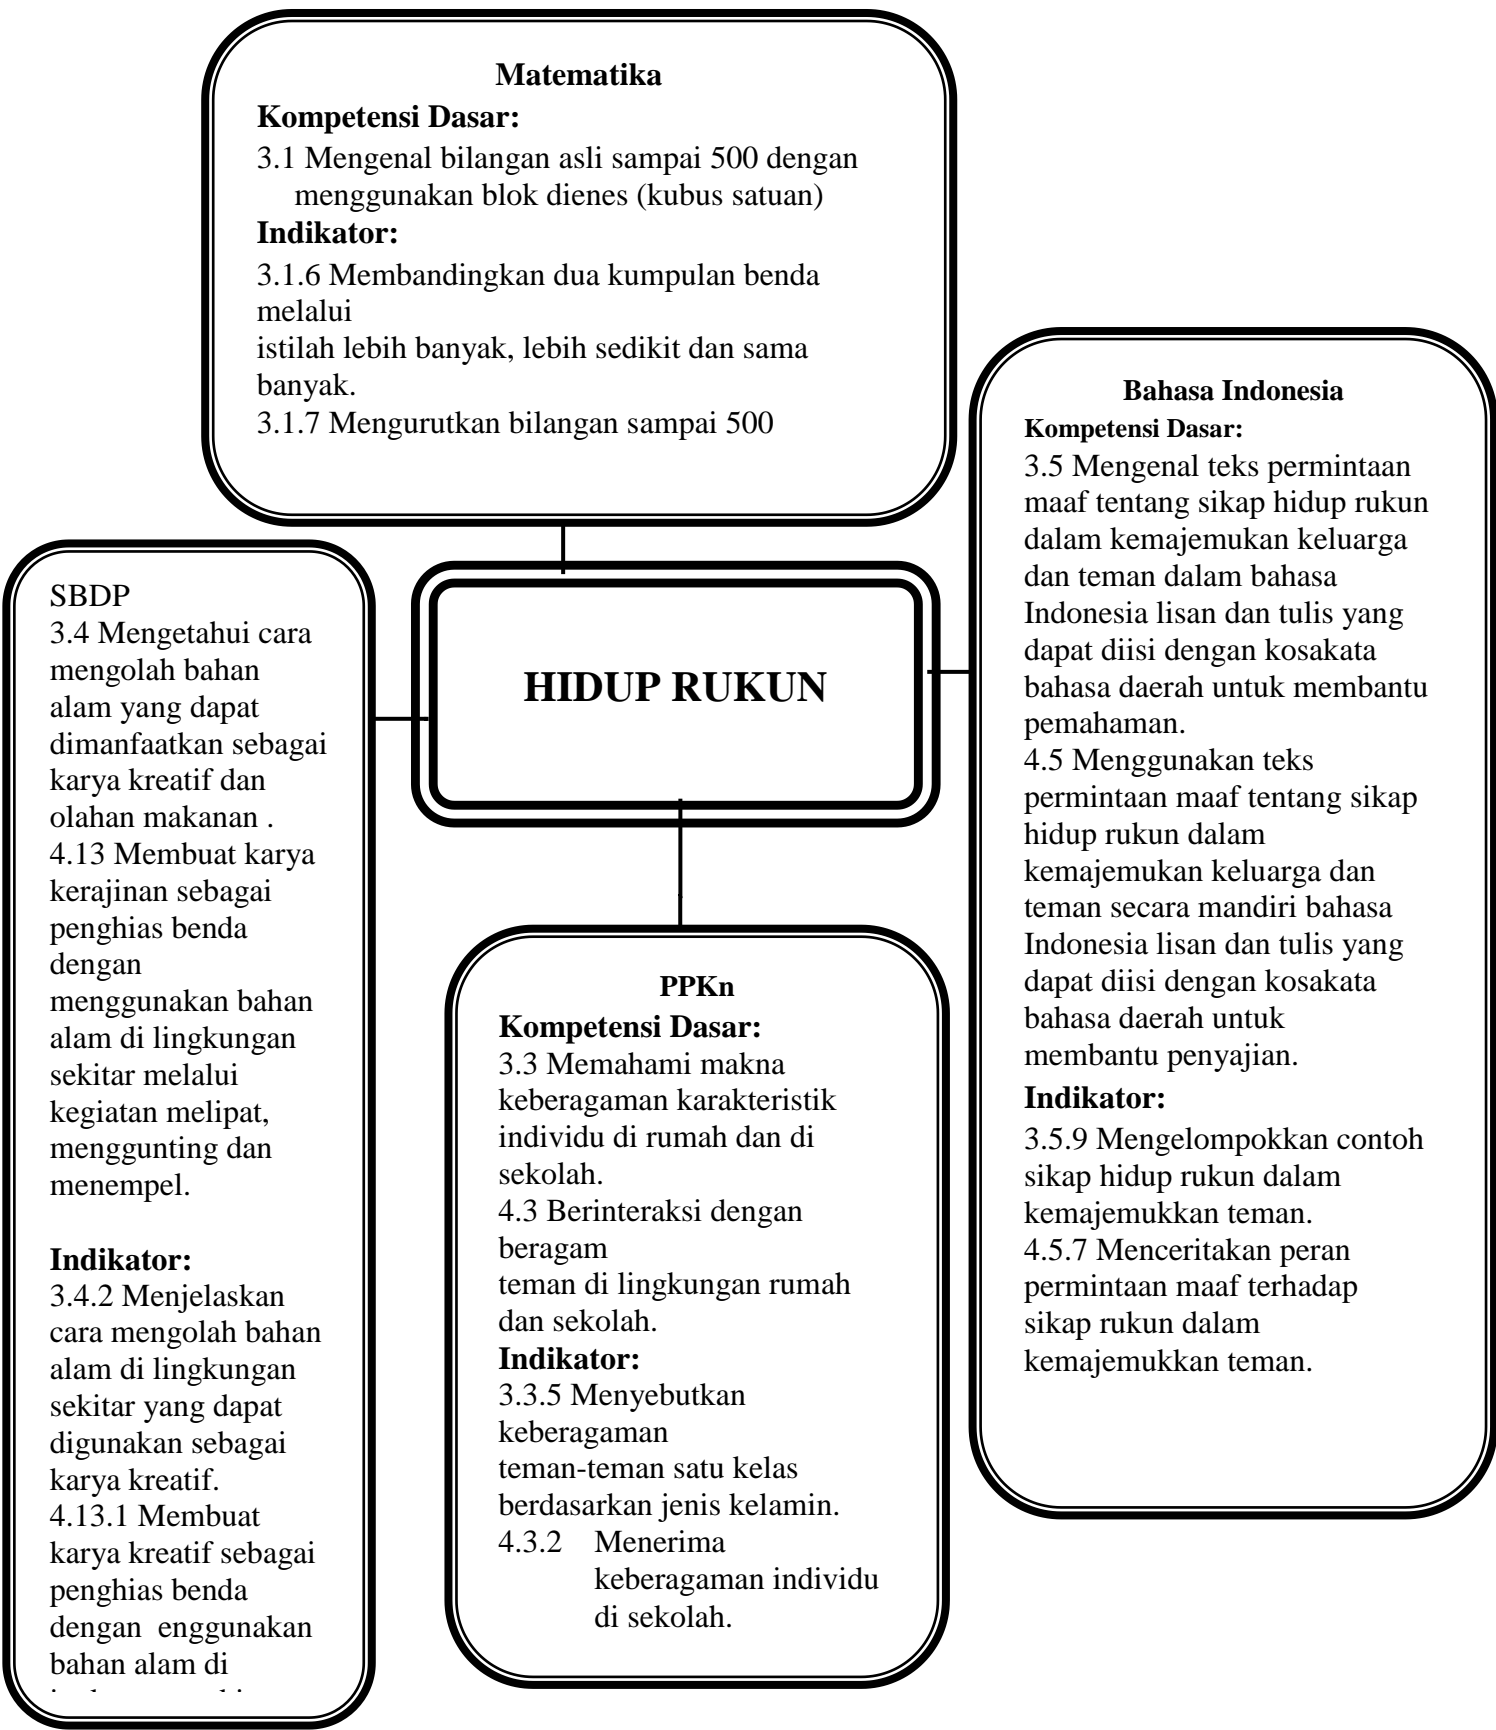 Matematika
Kompetensi Dasar:
3.1 Mengenal bilangan asli sampai 500 dengan
menggunakan blok dienes (kubus satuan)
Indikator:
3.1.6 Membandingkan dua kumpulan benda
melalui
istilah lebih banyak, lebih sedikit dan sama
banyak.
3.1.7 Mengurutkan bilangan sampai 500
Bahasa Indonesia
Kompetensi Dasar:
3.5 Mengenal teks permintaan
maaf tentang sikap hidup rukun
dalam kemajemukan keluarga
dan teman dalam bahasa
Indonesia lisan dan tulis yang
dapat diisi dengan kosakata
bahasa daerah untuk membantu
pemahaman.
4.5 Menggunakan teks
permintaan maaf tentang sikap
hidup rukun dalam
kemajemukan keluarga dan
teman secara mandiri bahasa
Indonesia lisan dan tulis yang
dapat diisi dengan kosakata
bahasa daerah untuk
membantu penyajian.
Indikator:
3.5.9 Mengelompokkan contoh
sikap hidup rukun dalam
kemajemukkan teman.
4.5.7 Menceritakan peran
permintaan maaf terhadap
sikap rukun dalam
kemajemukkan teman.
HIDUP RUKUN
SBDP
3.4 Mengetahui cara
mengolah bahan
alam yang dapat
dimanfaatkan sebagai
karya kreatif dan
olahan makanan .
4.13 Membuat karya
kerajinan sebagai
penghias benda
dengan
menggunakan bahan
alam di lingkungan
sekitar melalui
kegiatan melipat,
menggunting dan
menempel.
Indikator:
3.4.2 Menjelaskan
cara mengolah bahan
alam di lingkungan
sekitar yang dapat
digunakan sebagai
karya kreatif.
4.13.1 Membuat
karya kreatif sebagai
penghias benda
dengan  enggunakan
bahan alam di
PPKn
Kompetensi Dasar:
3.3 Memahami makna
keberagaman karakteristik
individu di rumah dan di
sekolah.
4.3 Berinteraksi dengan
beragam
teman di lingkungan rumah
dan sekolah.
Indikator:
3.3.5 Menyebutkan
keberagaman
teman-teman satu kelas
berdasarkan jenis kelamin.
4.3.2 Menerima
keberagaman individu
di sekolah.